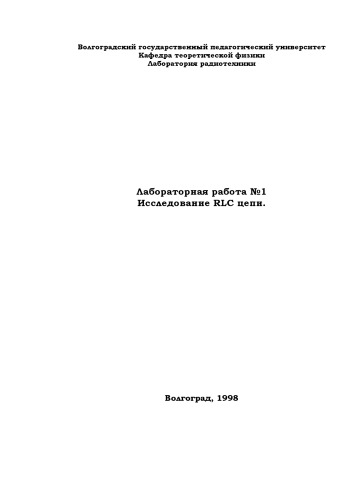 Волгоградский государственный педагогический университет
Кафедра теоретической физики
Лаборатория радиотехники
Лабораторная работа №1
Исследование RLC цепи.
Волгоград, 1998